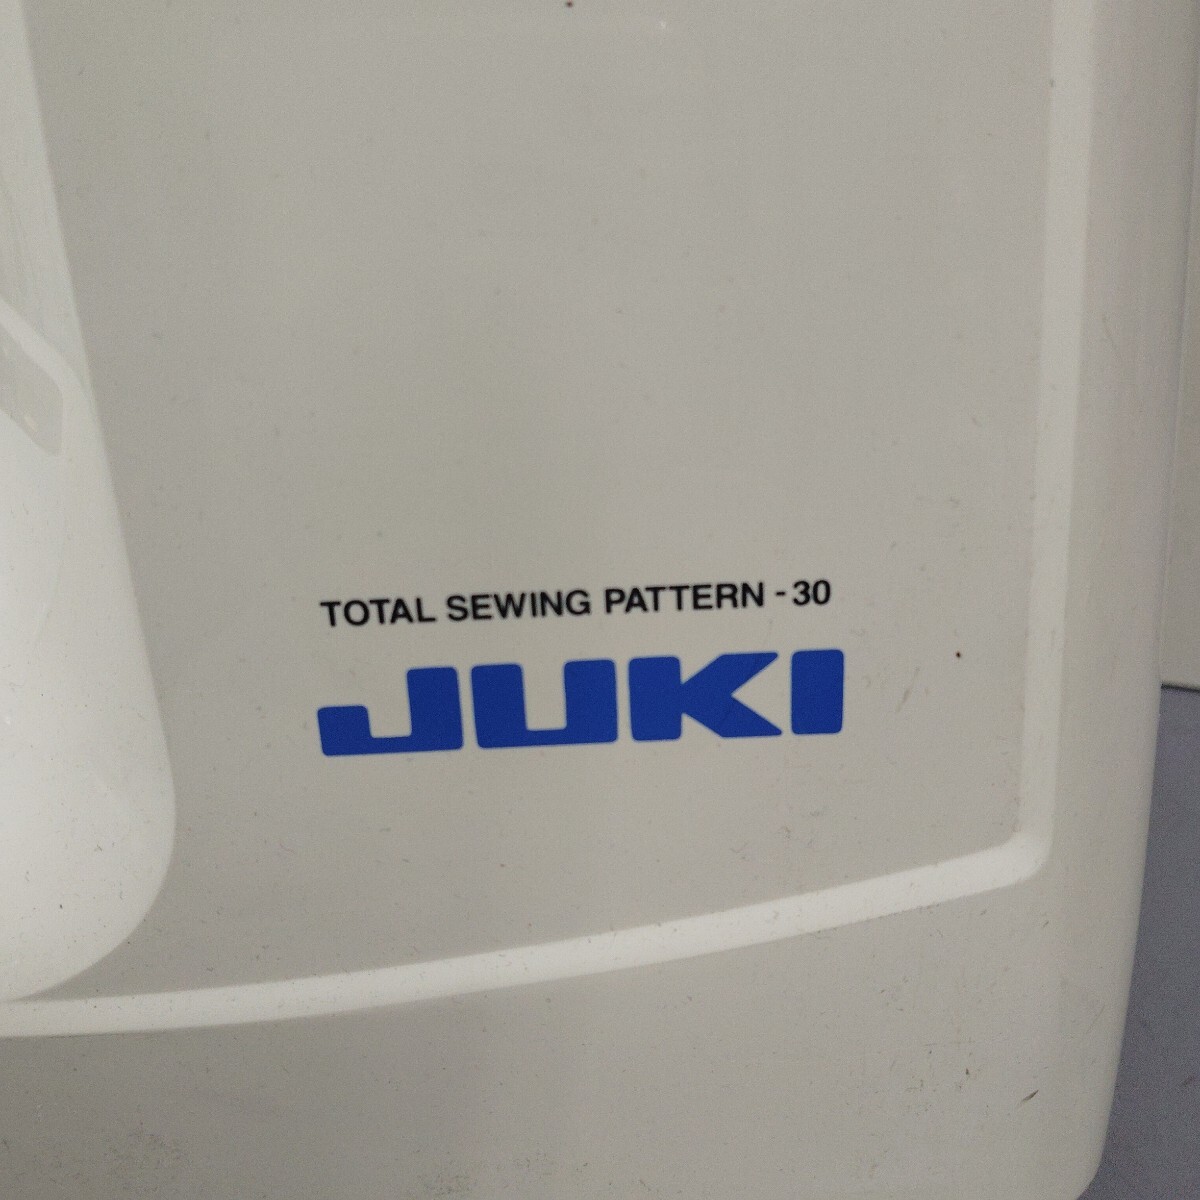 TOTAL SEWING PATTERN - 30
JUKI